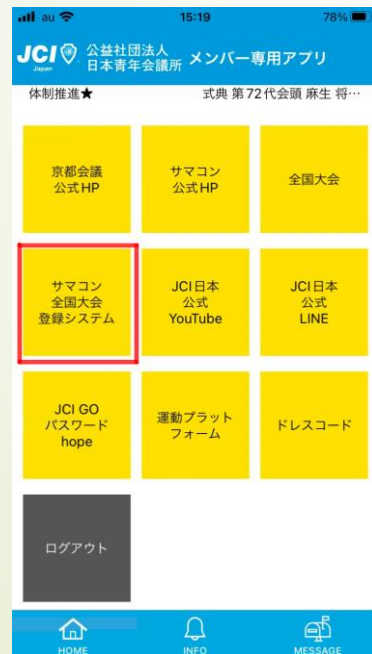 au 15:19 78%
JCI Japan 公益社団法人 日本青年会議所 メンバー専用アプリ
体制推進★ 式典 第72代会頭 麻生 将…
京都会議
公式HP
サマコン
公式HP
全国大会
サマコン
全国大会
登録システム
JCI日本
公式
YouTube
JCI日本
公式
LINE
JCI GO
パスワード
hope
運動プラット
フォーム
ドレスコード
ログアウト
HOME INFO MESSAGE